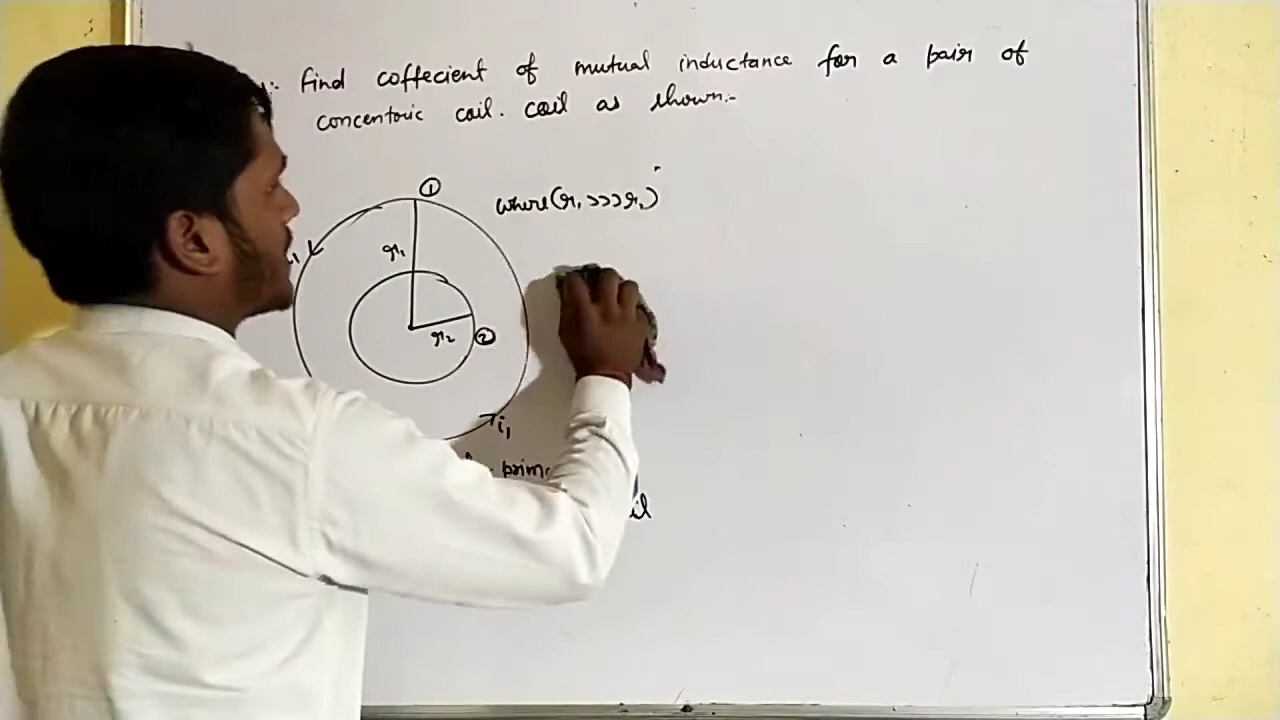 find coffecient of mutual inductance for a pair of
concentric coil. coil as shown:-
①
where(r₁ >>> r₂)
r₁
r₂
②
i₁